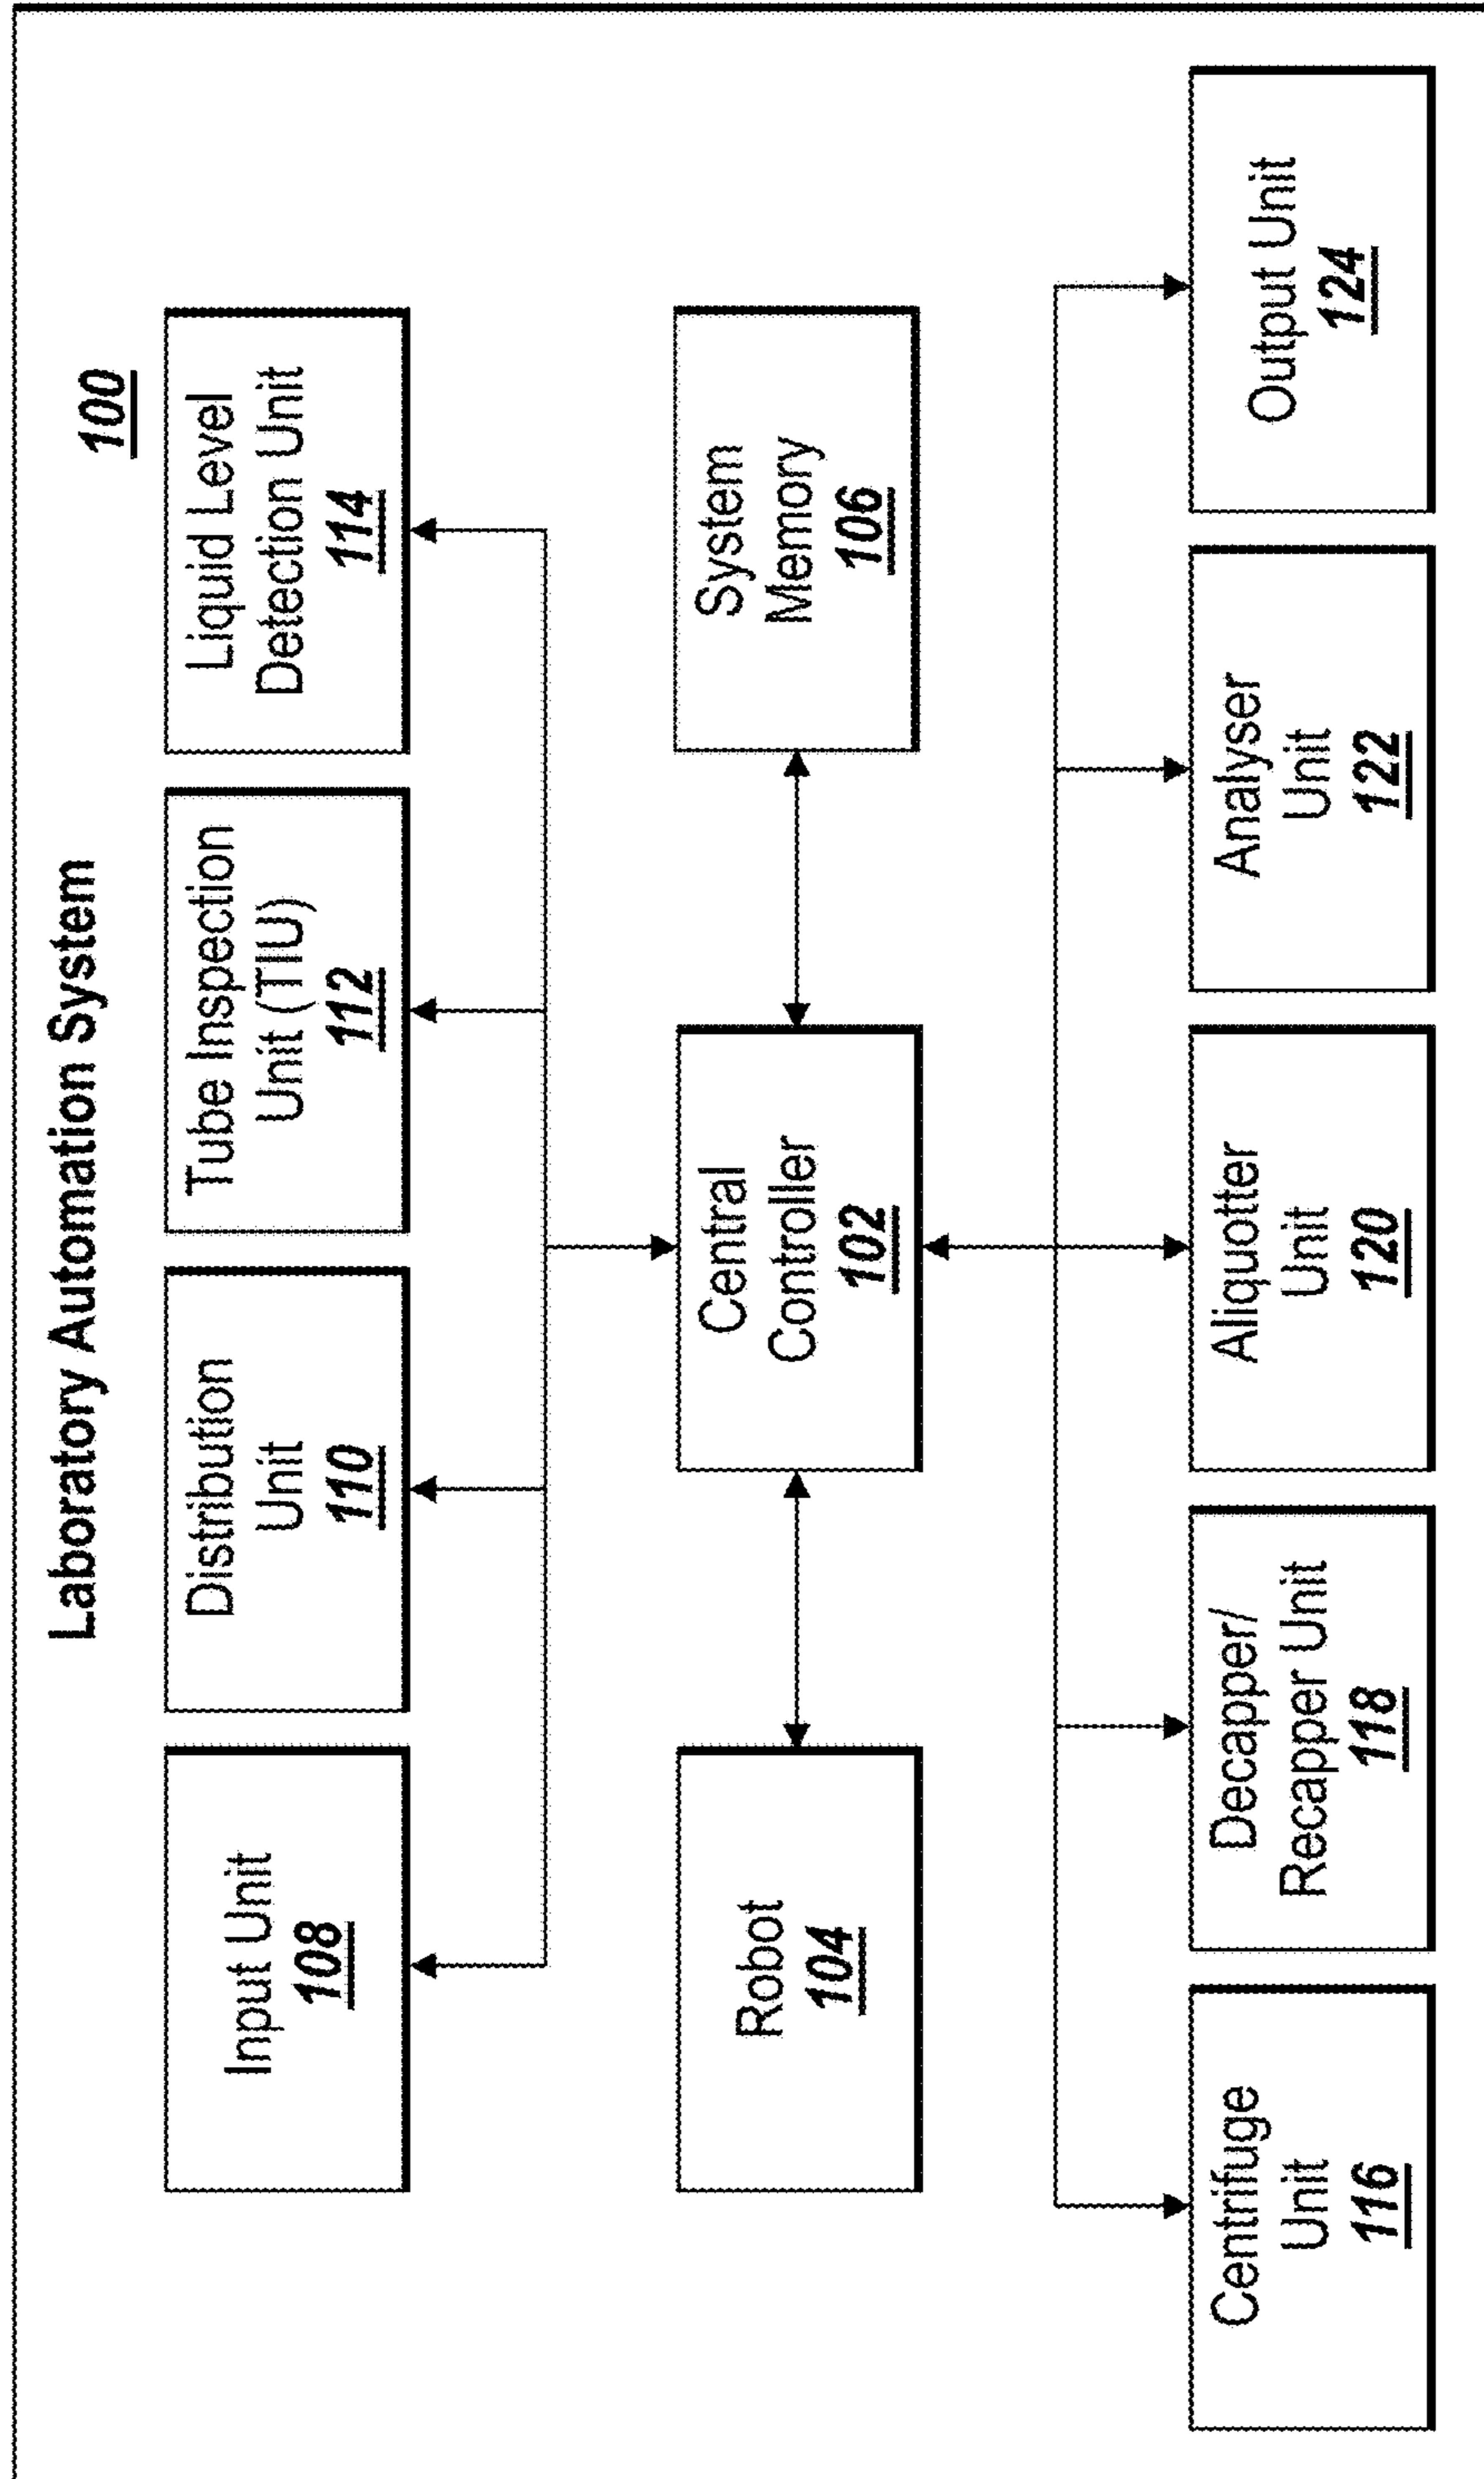 Laboratory Automation System
100
Input Unit
108
Distribution
Unit
110
Tube Inspection
Unit (TIU)
112
Liquid Level
Detection Unit
114
Robot
104
Central
Controller
102
System
Memory
106
Centrifuge
Unit
116
Decapper/
Recapper Unit
118
Aliquotter
Unit
120
Analyser
Unit
122
Output Unit
124